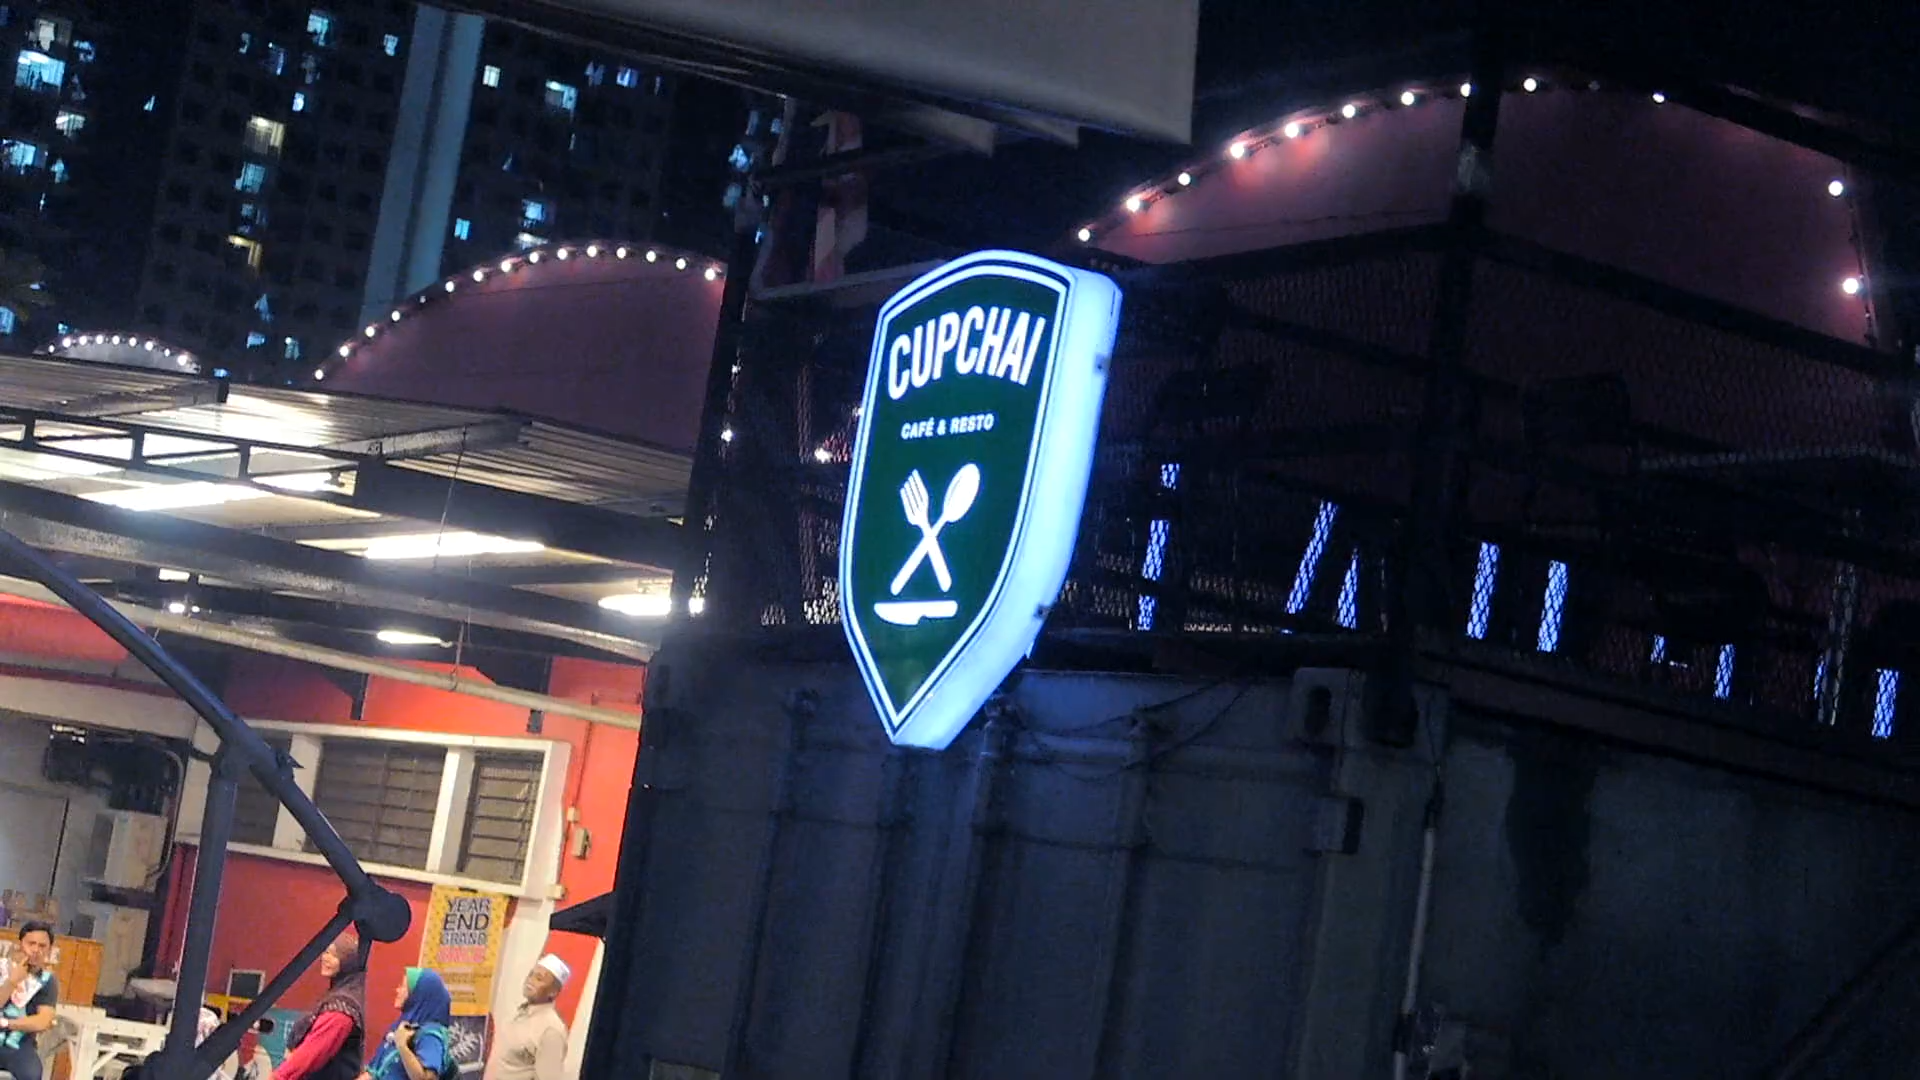 CUPCHAI
CAFÉ & RESTO
YEAR
END
GRAND